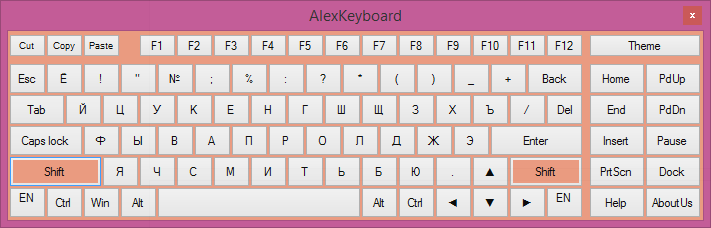 AlexKeyboard x
Cut Copy Paste F1 F2 F3 F4 F5 F6 F7 F8 F9 F10 F11 F12 Theme
Esc Ё ! " № ; % : ? * ( ) _ + Back Home PdUp
Tab Й Ц У К Е Н Г Ш Щ З Х Ъ / Del End PdDn
Caps lock Ф Ы В А П Р О Л Д Ж Э Enter Insert Pause
Shift Я Ч С М И Т Ь Б Ю . ▲ Shift PrtScn Dock
EN Ctrl Win Alt Alt Ctrl ◄ ▼ ► EN Help AboutUs